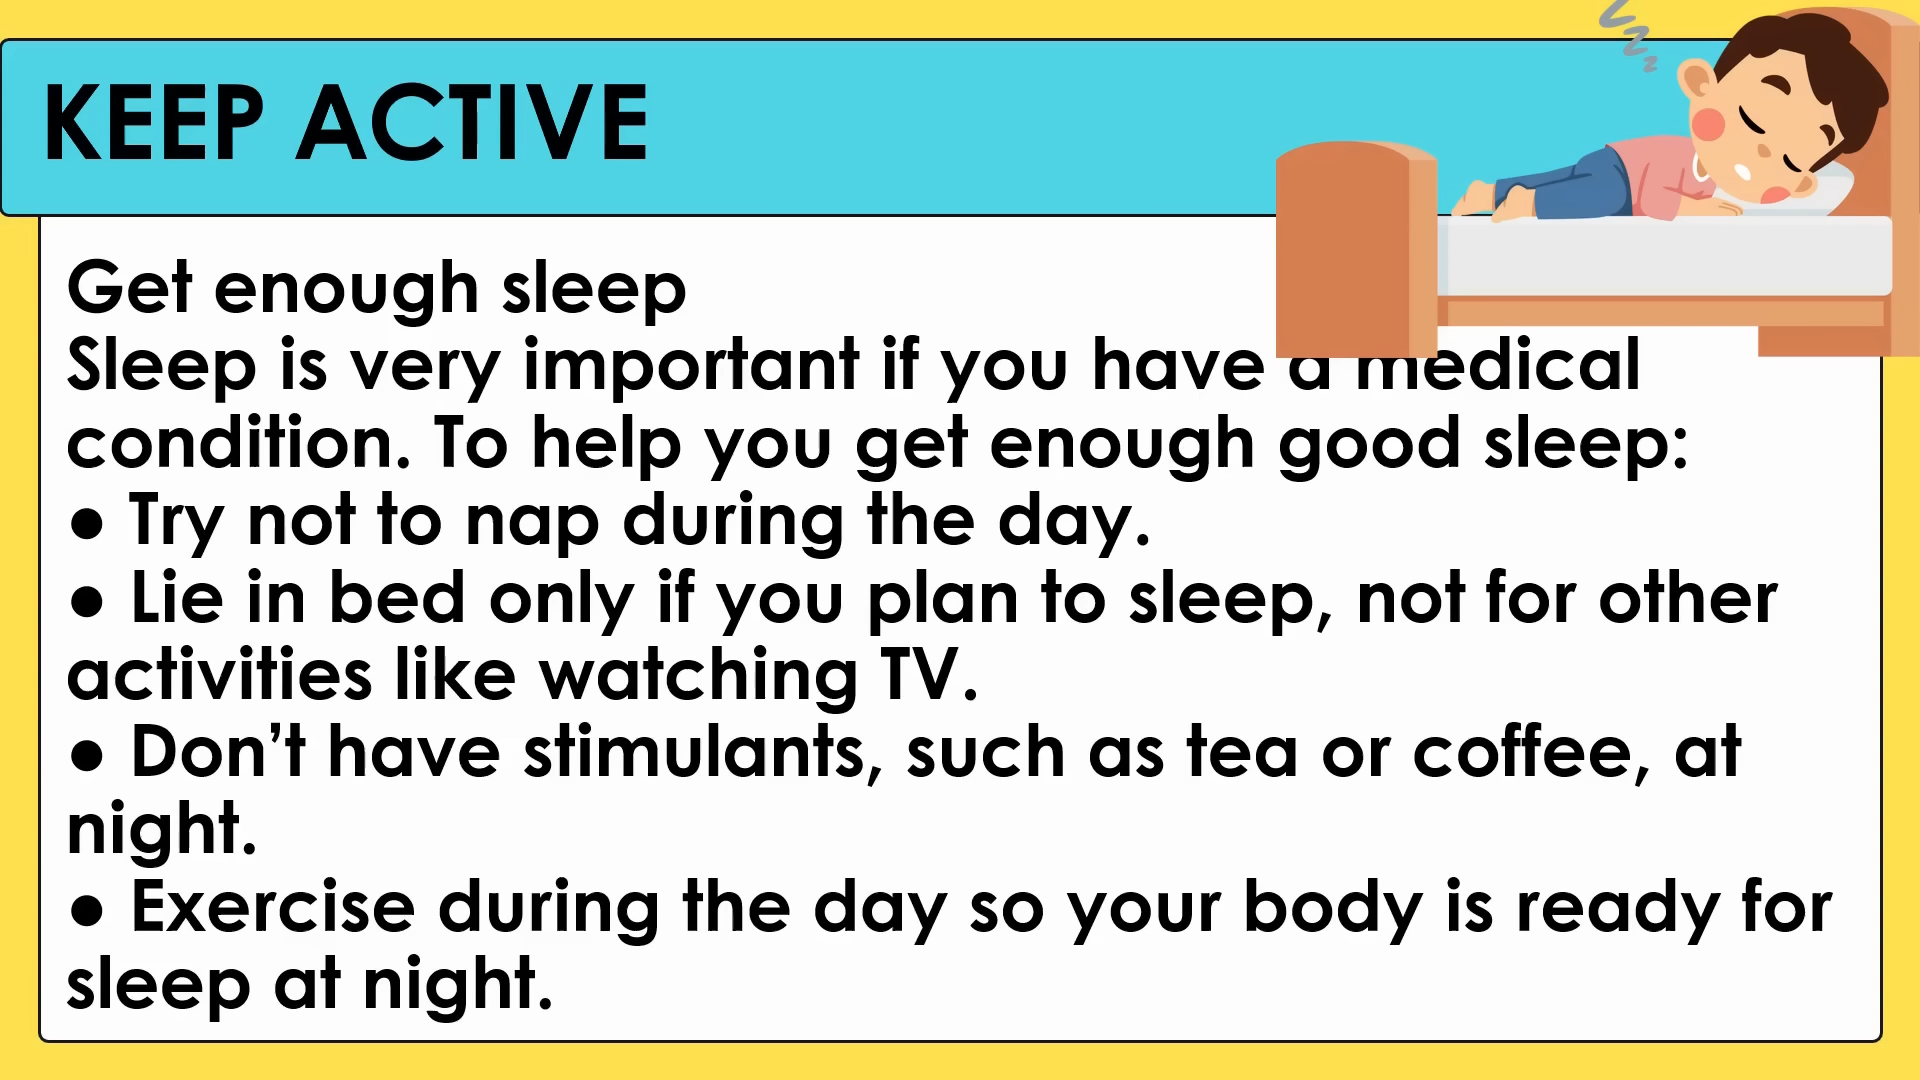 KEEP ACTIVE
Get enough sleep
Sleep is very important if you have a medical
condition. To help you get enough good sleep:
● Try not to nap during the day.
● Lie in bed only if you plan to sleep, not for other
activities like watching TV.
● Don’t have stimulants, such as tea or coffee, at
night.
● Exercise during the day so your body is ready for
sleep at night.